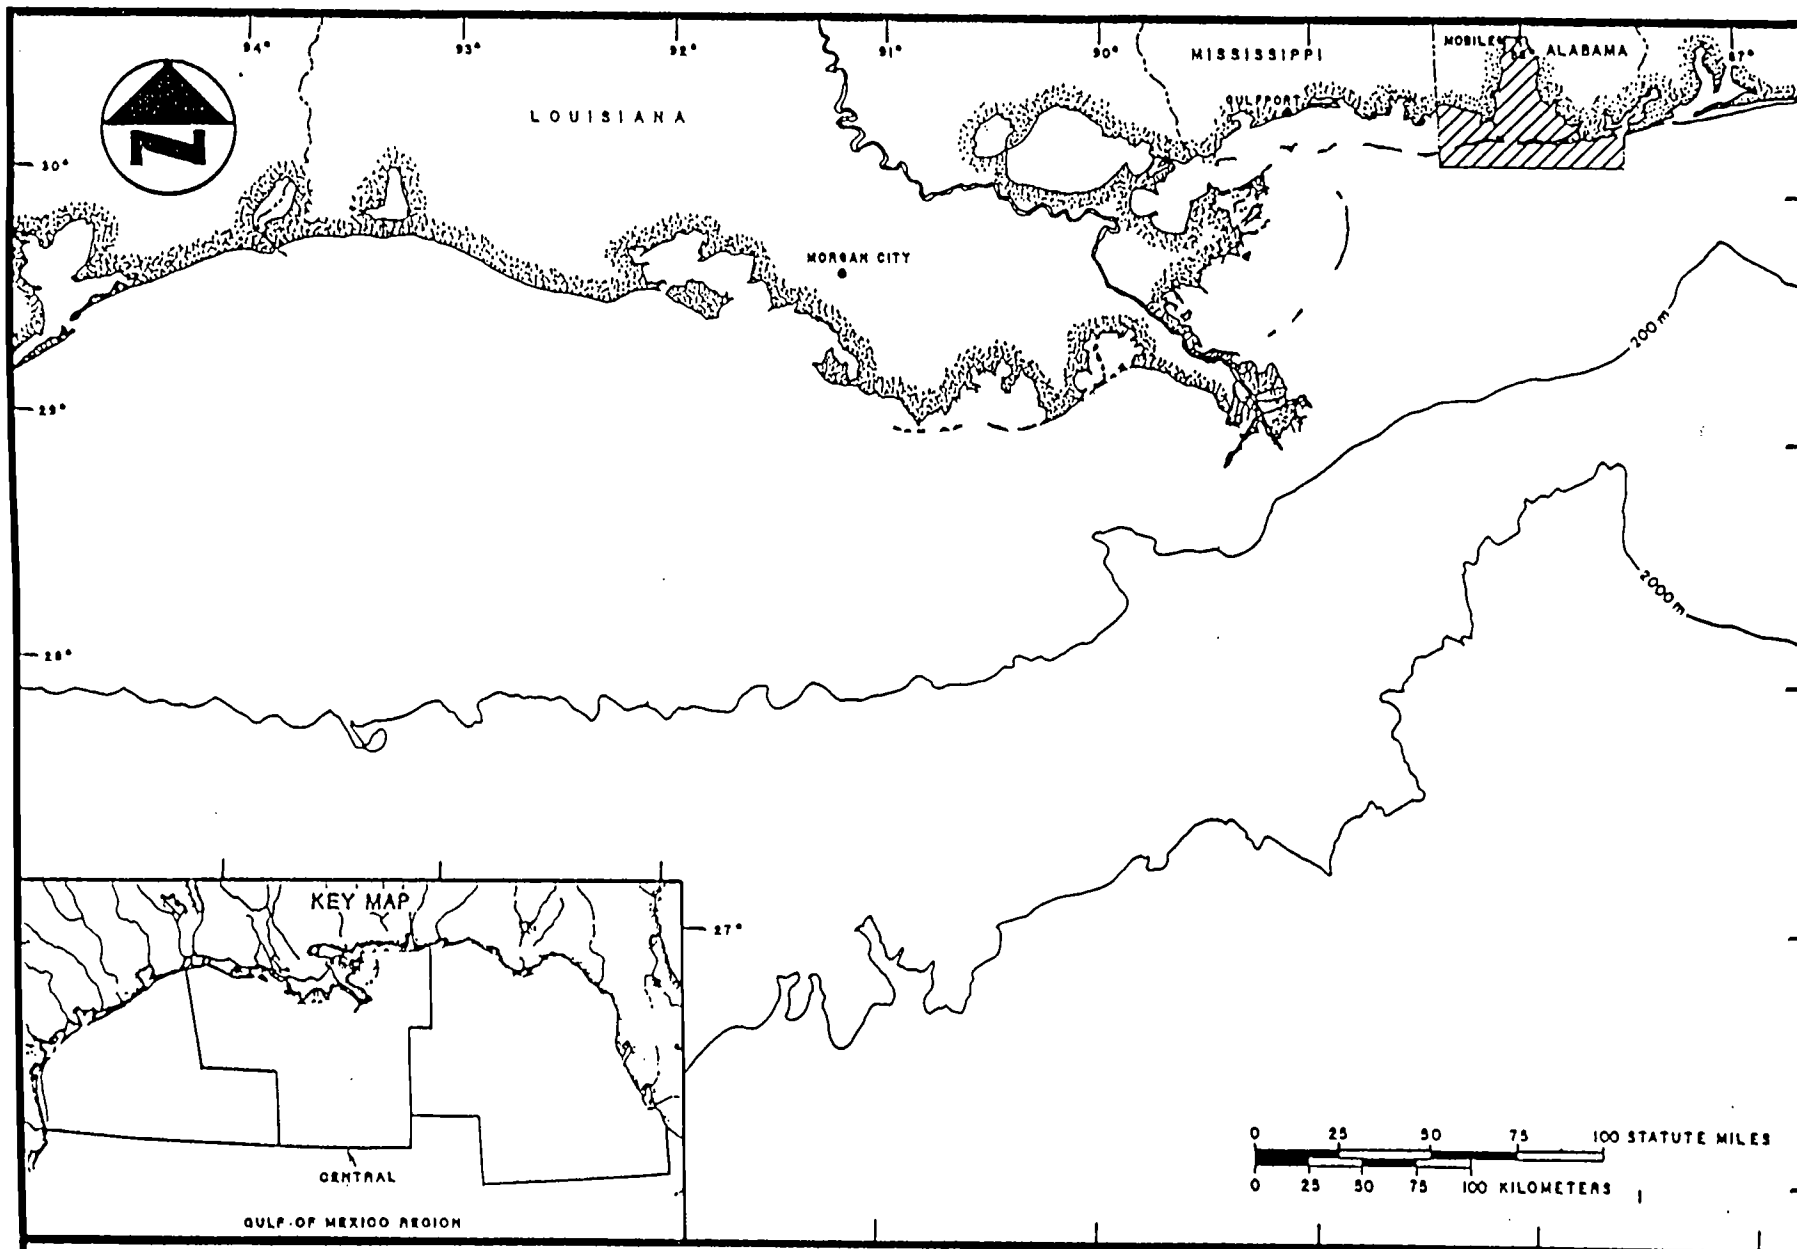 94° 93° 92° 91° 90° 87°
MISSISSIPPI
MOBILE
ALABAMA
LOUISIANA
GULFPORT
N
30°
MORGAN CITY
200 m
29°
2000 m
28°
KEY MAP
27°
CENTRAL
GULF OF MEXICO REGION
0 25 50 75 100 STATUTE MILES
0 25 50 75 100 KILOMETERS